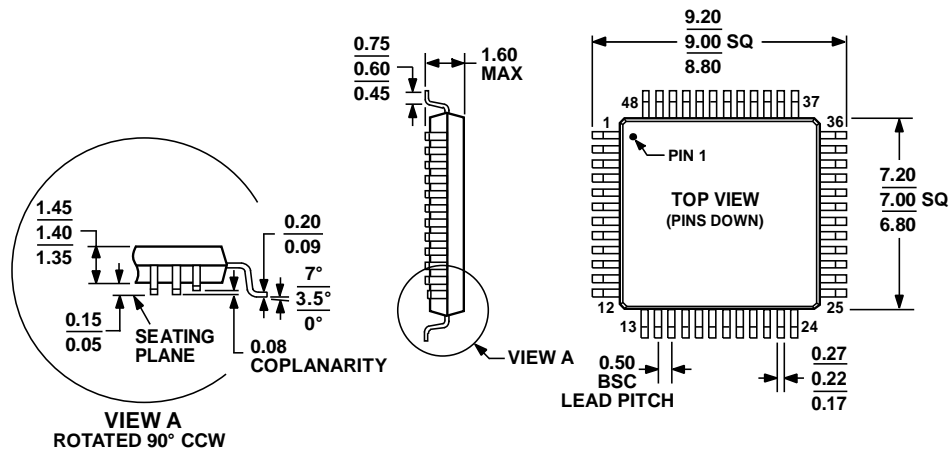 0.75
0.60
0.45
1.60
MAX
9.20
9.00 SQ
8.80
48
37
1
36
PIN 1
TOP VIEW
(PINS DOWN)
7.20
7.00 SQ
6.80
12
25
13
24
0.50
BSC
LEAD PITCH
0.27
0.22
0.17
VIEW A
1.45
1.40
1.35
0.20
0.09
7°
3.5°
0°
0.15
0.05
SEATING
PLANE
0.08
COPLANARITY
VIEW A
ROTATED 90° CCW